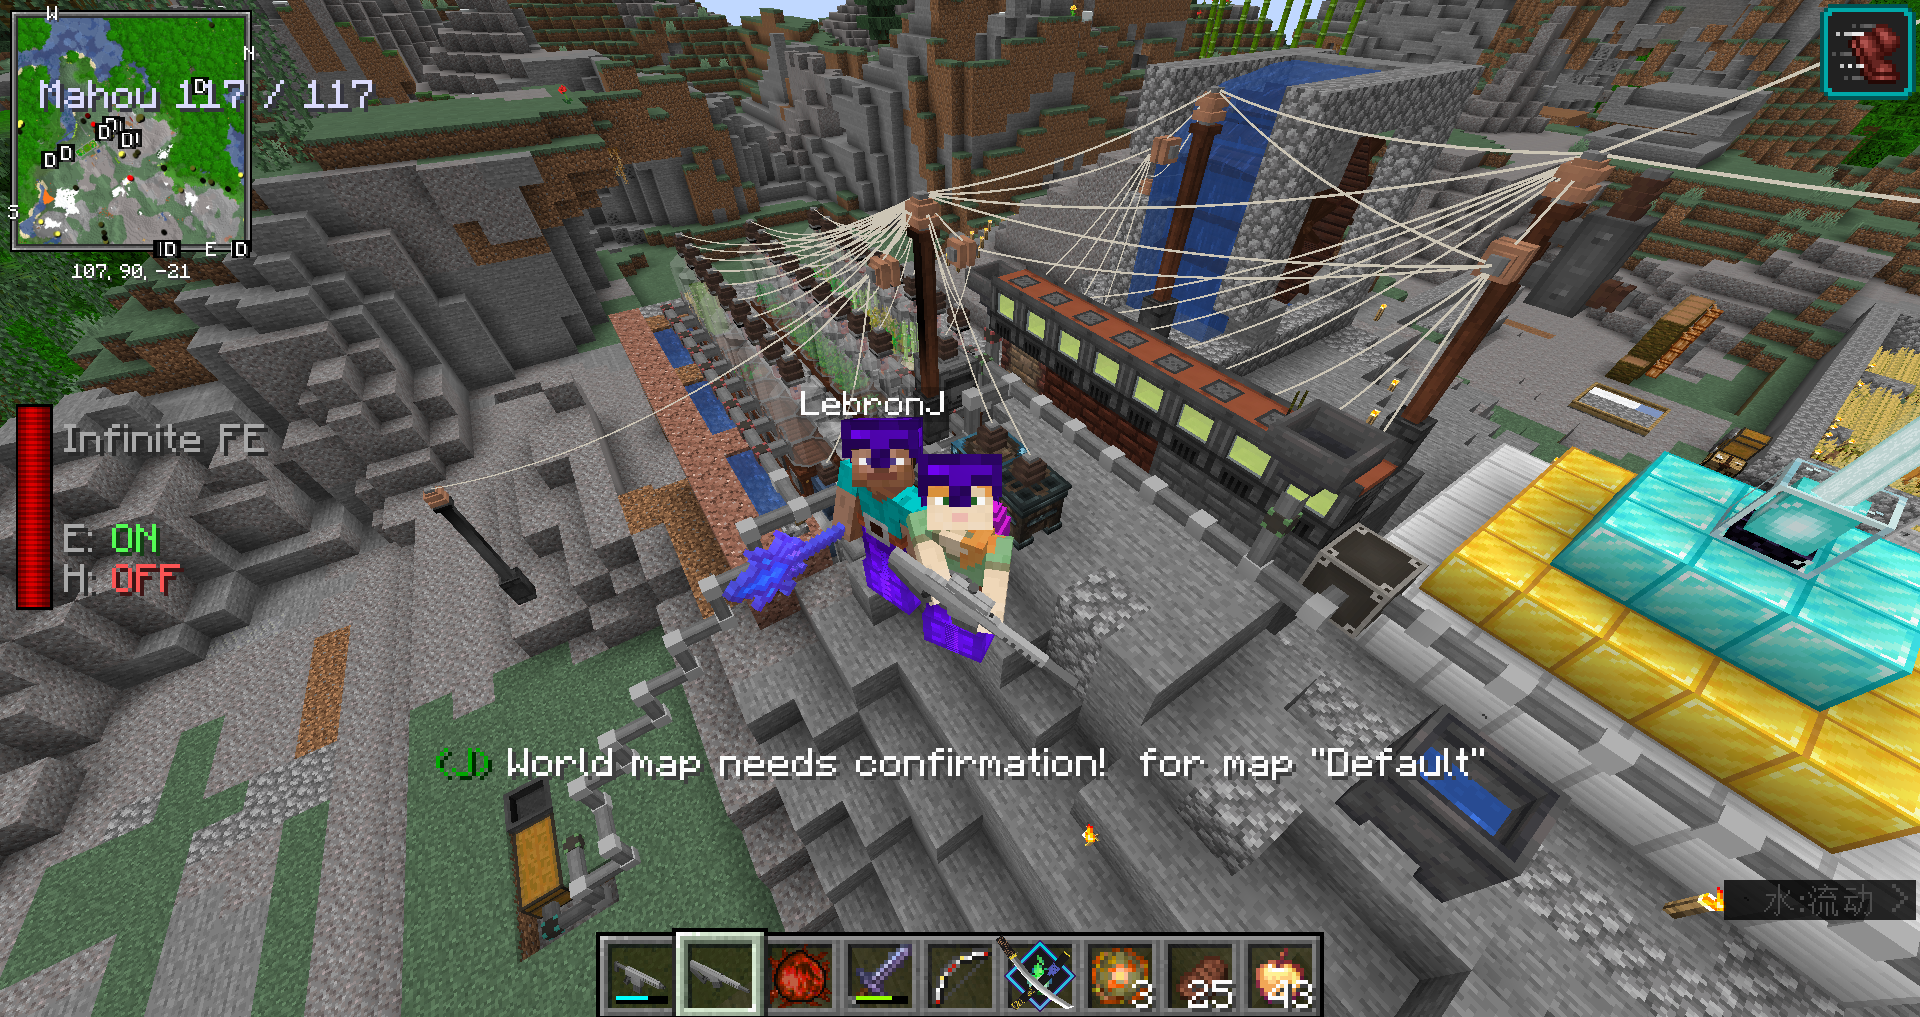 W
N
D
Mahou 117 / 117
D D D
D D
S
D E D
107, 90, -21
LebronJ
Infinite FE
E: ON
H: OFF
(J) World map needs confirmation!  for map "Default"
水:流动 >
3 25 43